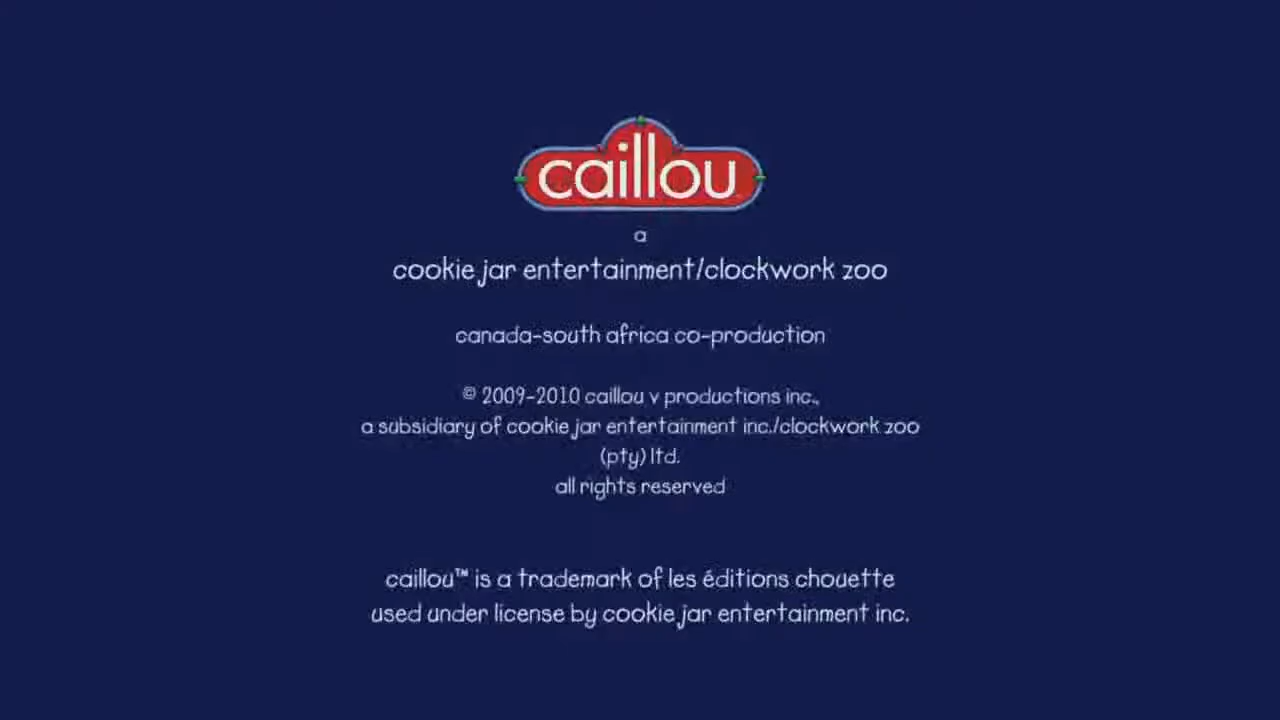 caillou
a
cookie jar entertainment/clockwork zoo
canada-south africa co-production
© 2009-2010 caillou v productions inc.,
a subsidiary of cookie jar entertainment inc./clockwork zoo
(pty) ltd.
all rights reserved
caillou™ is a trademark of les éditions chouette
used under license by cookie jar entertainment inc.